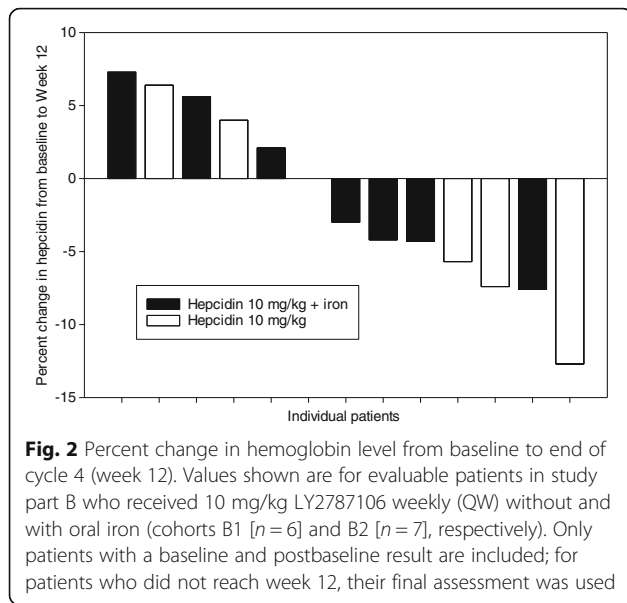 Percent change in hepcidin from baseline to Week 12
10
5
0
-5
-10
-15
Hepcidin 10 mg/kg + iron
Hepcidin 10 mg/kg
Individual patients
Fig. 2 Percent change in hemoglobin level from baseline to end of
cycle 4 (week 12). Values shown are for evaluable patients in study
part B who received 10 mg/kg LY2787106 weekly (QW) without and
with oral iron (cohorts B1 [n = 6] and B2 [n = 7], respectively). Only
patients with a baseline and postbaseline result are included; for
patients who did not reach week 12, their final assessment was used